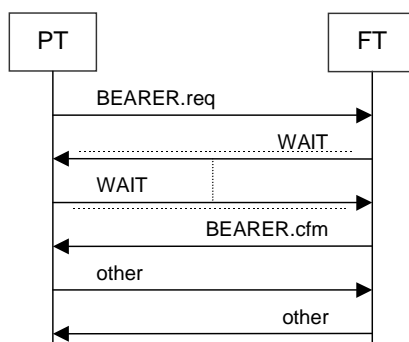 PT FT
BEARER.req
WAIT
WAIT
BEARER.cfm
other
other